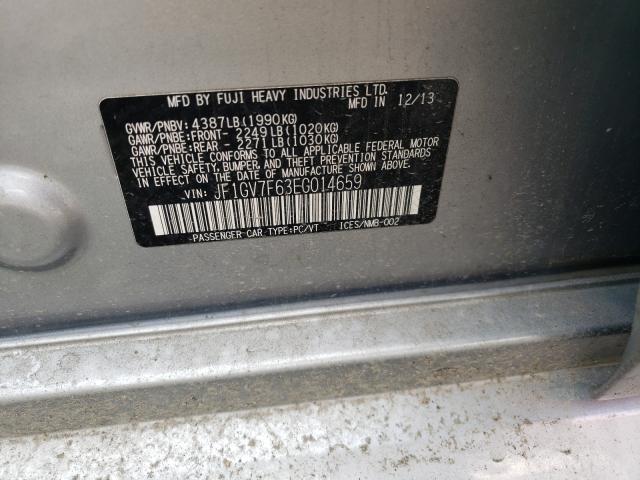 MFD BY FUJI HEAVY INDUSTRIES LTD.
MFD IN 12/13
GVWR/PNBV: 4387LB(1990KG)
GAWR/PNBE:FRONT- 2249LB(1020KG)
GAWR/PNBE:REAR - 2271LB(1030KG)
THIS VEHICLE CONFORMS TO ALL APPLICABLE FEDERAL MOTOR
VEHICLE SAFETY, BUMPER, AND THEFT PREVENTION STANDARDS
IN EFFECT ON THE DATE OF MANUFACTURE SHOWN ABOVE.
VIN: JF1GV7F63EG014659
PASSENGER CAR TYPE:PC/VT ICES/NMB-002